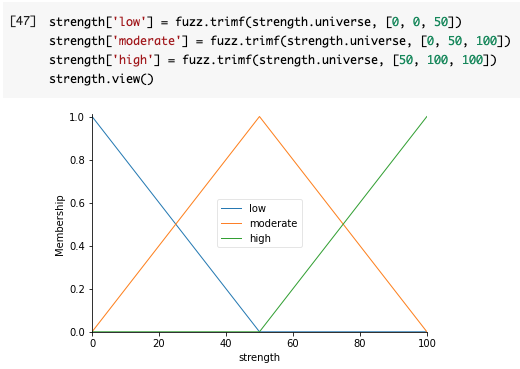 [47] strength['low'] = fuzz.trimf(strength.universe, [0, 0, 50])
strength['moderate'] = fuzz.trimf(strength.universe, [0, 50, 100])
strength['high'] = fuzz.trimf(strength.universe, [50, 100, 100])
strength.view()
1.0
0.8
0.6
0.4
0.2
0.0
Membership
low
moderate
high
0 20 40 60 80 100
strength